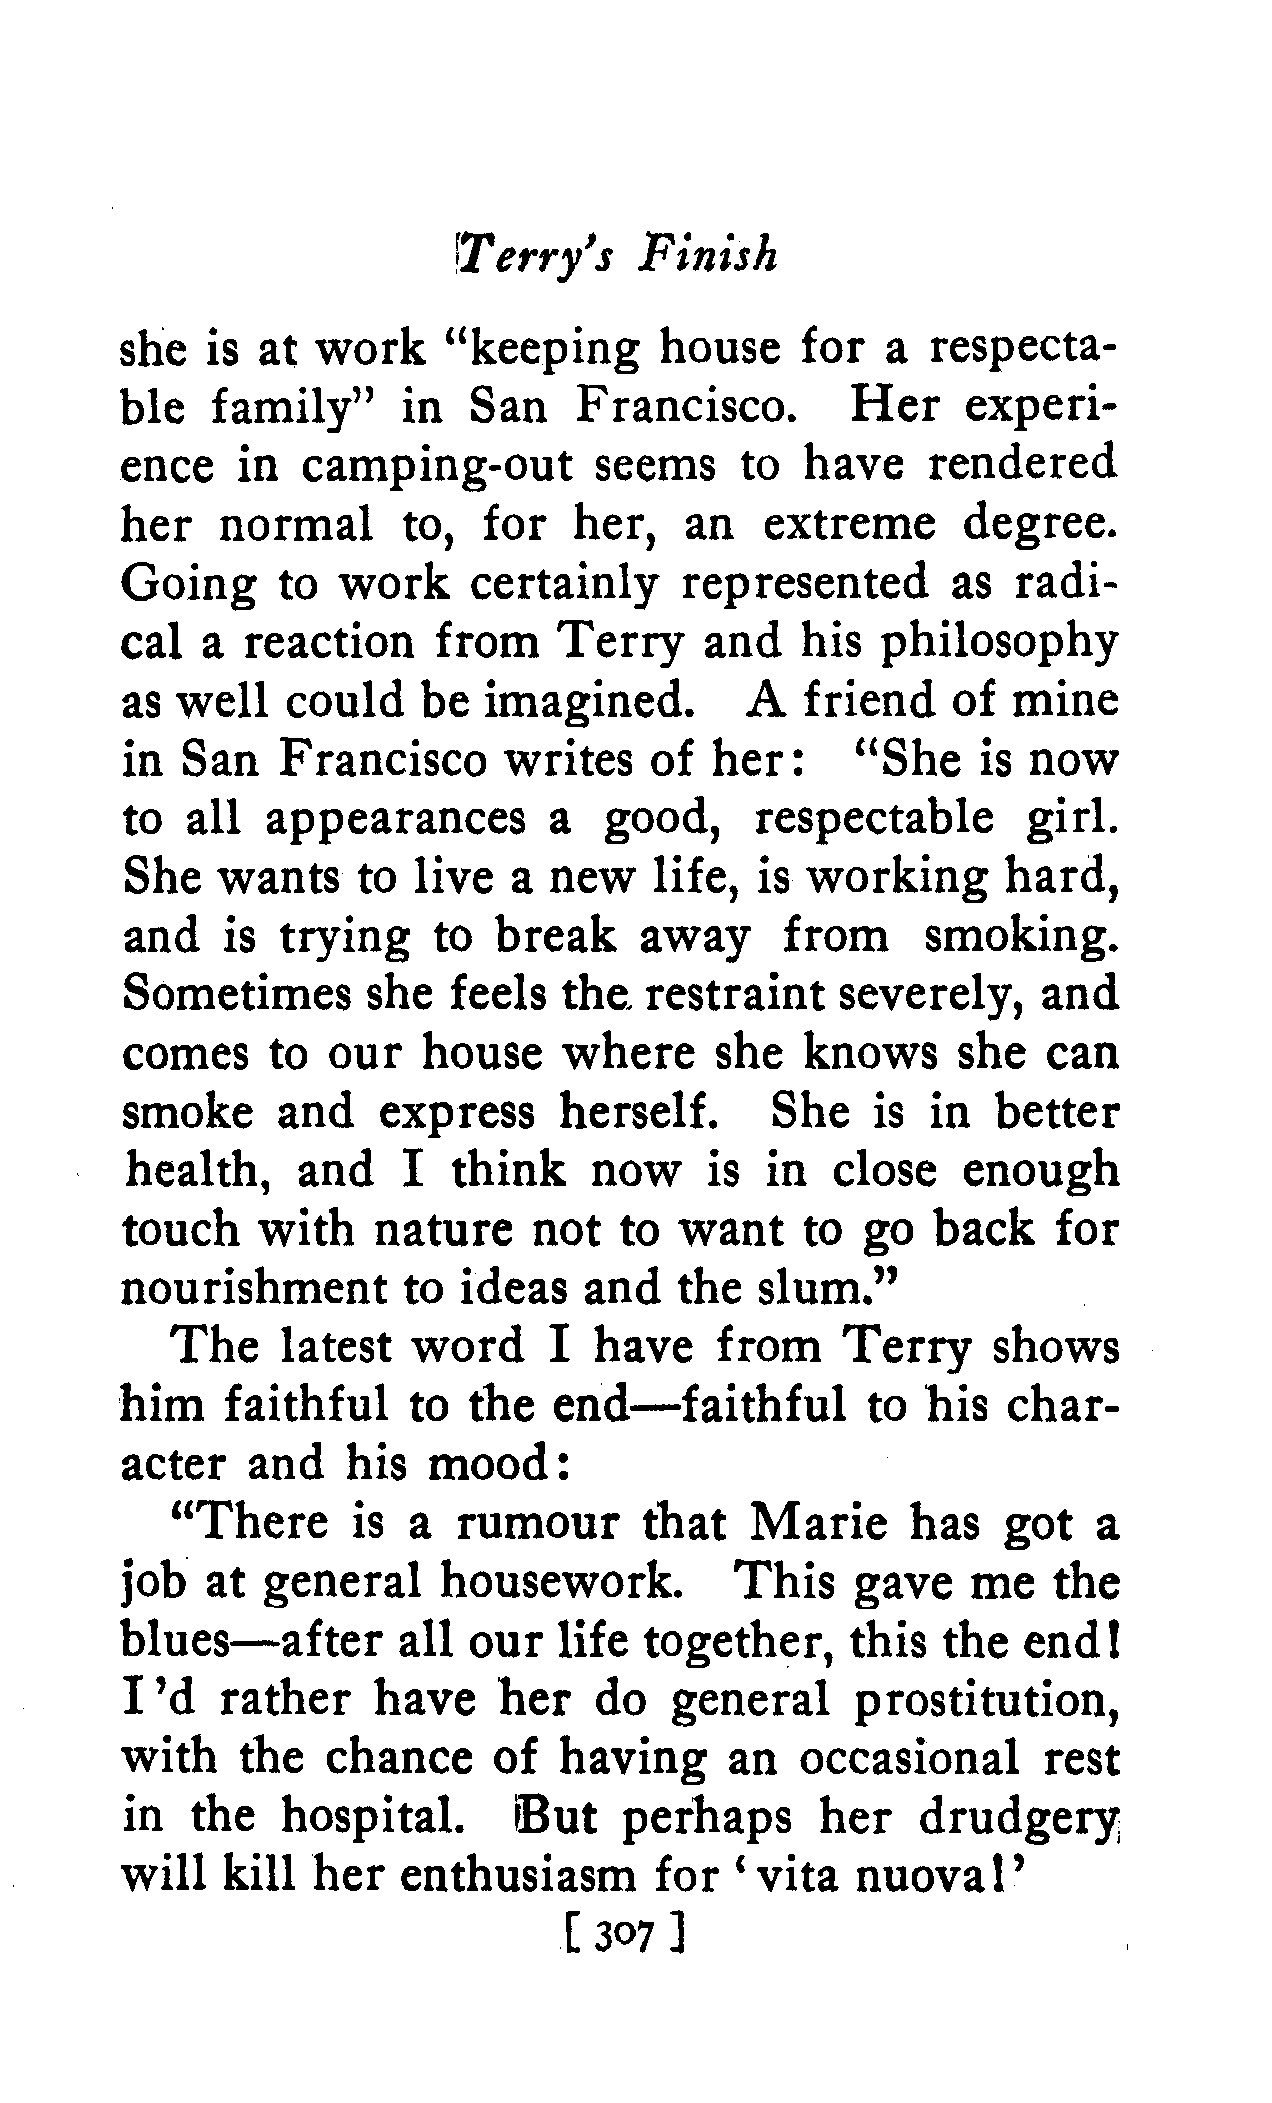 Terry's Finish
she is at work "keeping house for a respecta-
ble family" in San Francisco. Her experi-
ence in camping-out seems to have rendered
her normal to, for her, an extreme degree.
Going to work certainly represented as radi-
cal a reaction from Terry and his philosophy
as well could be imagined. A friend of mine
in San Francisco writes of her: "She is now
to all appearances a good, respectable girl.
She wants to live a new life, is working hard,
and is trying to break away from smoking.
Sometimes she feels the restraint severely, and
comes to our house where she knows she can
smoke and express herself. She is in better
health, and I think now is in close enough
touch with nature not to want to go back for
nourishment to ideas and the slum."
The latest word I have from Terry shows
him faithful to the end—faithful to his char-
acter and his mood:
"There is a rumour that Marie has got a
job at general housework. This gave me the
blues—after all our life together, this the end!
I'd rather have her do general prostitution,
with the chance of having an occasional rest
in the hospital. But perhaps her drudgery
will kill her enthusiasm for 'vita nuova!'
[ 307 ]